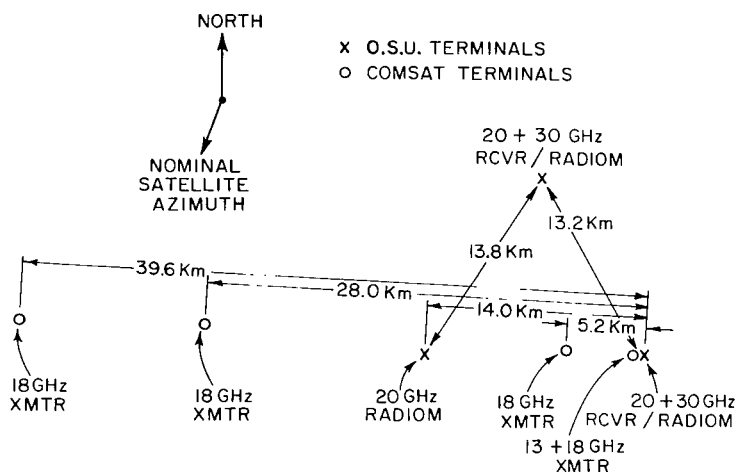 NORTH
X O.S.U. TERMINALS
O COMSAT TERMINALS
NOMINAL
SATELLITE
AZIMUTH
20 + 30 GHz
RCVR / RADIOM
X
13.2 Km
13.8 Km
39.6 Km
28.0 Km
14.0 Km
5.2 Km
18 GHz
XMTR
18 GHz
XMTR
20 GHz
RADIOM
18 GHz
XMTR
13 + 18 GHz
XMTR
20 + 30 GHz
RCVR / RADIOM